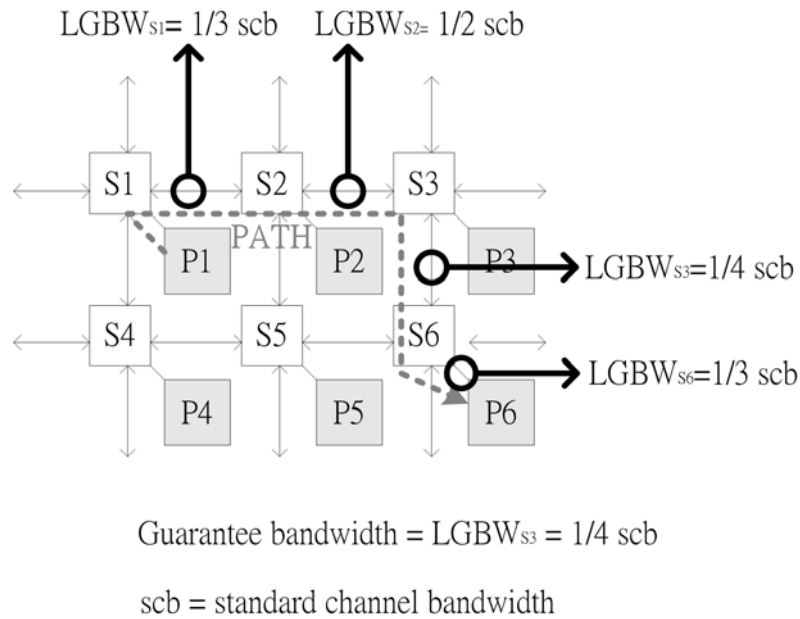 LGBWS1= 1/3 scb LGBWS2= 1/2 scb
S1 S2 S3
PATH
P1 P2 P3
LGBWS3=1/4 scb
S4 S5 S6
LGBWS6=1/3 scb
P4 P5 P6
Guarantee bandwidth = LGBWS3 = 1/4 scb
scb = standard channel bandwidth